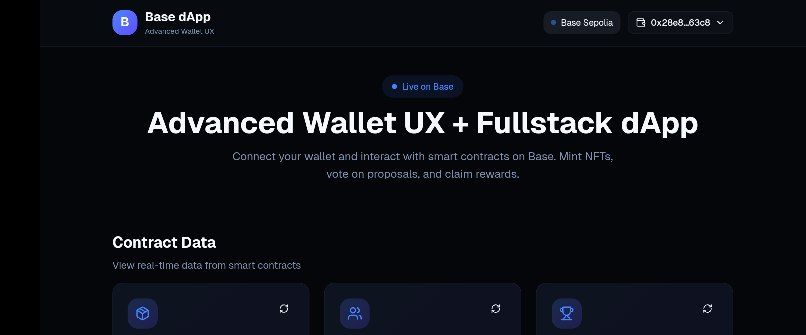 B
Base dApp
Advanced Wallet UX
Base Sepolia
0x28e8...63c8
Live on Base
Advanced Wallet UX + Fullstack dApp
Connect your wallet and interact with smart contracts on Base. Mint NFTs,
vote on proposals, and claim rewards.
Contract Data
View real-time data from smart contracts